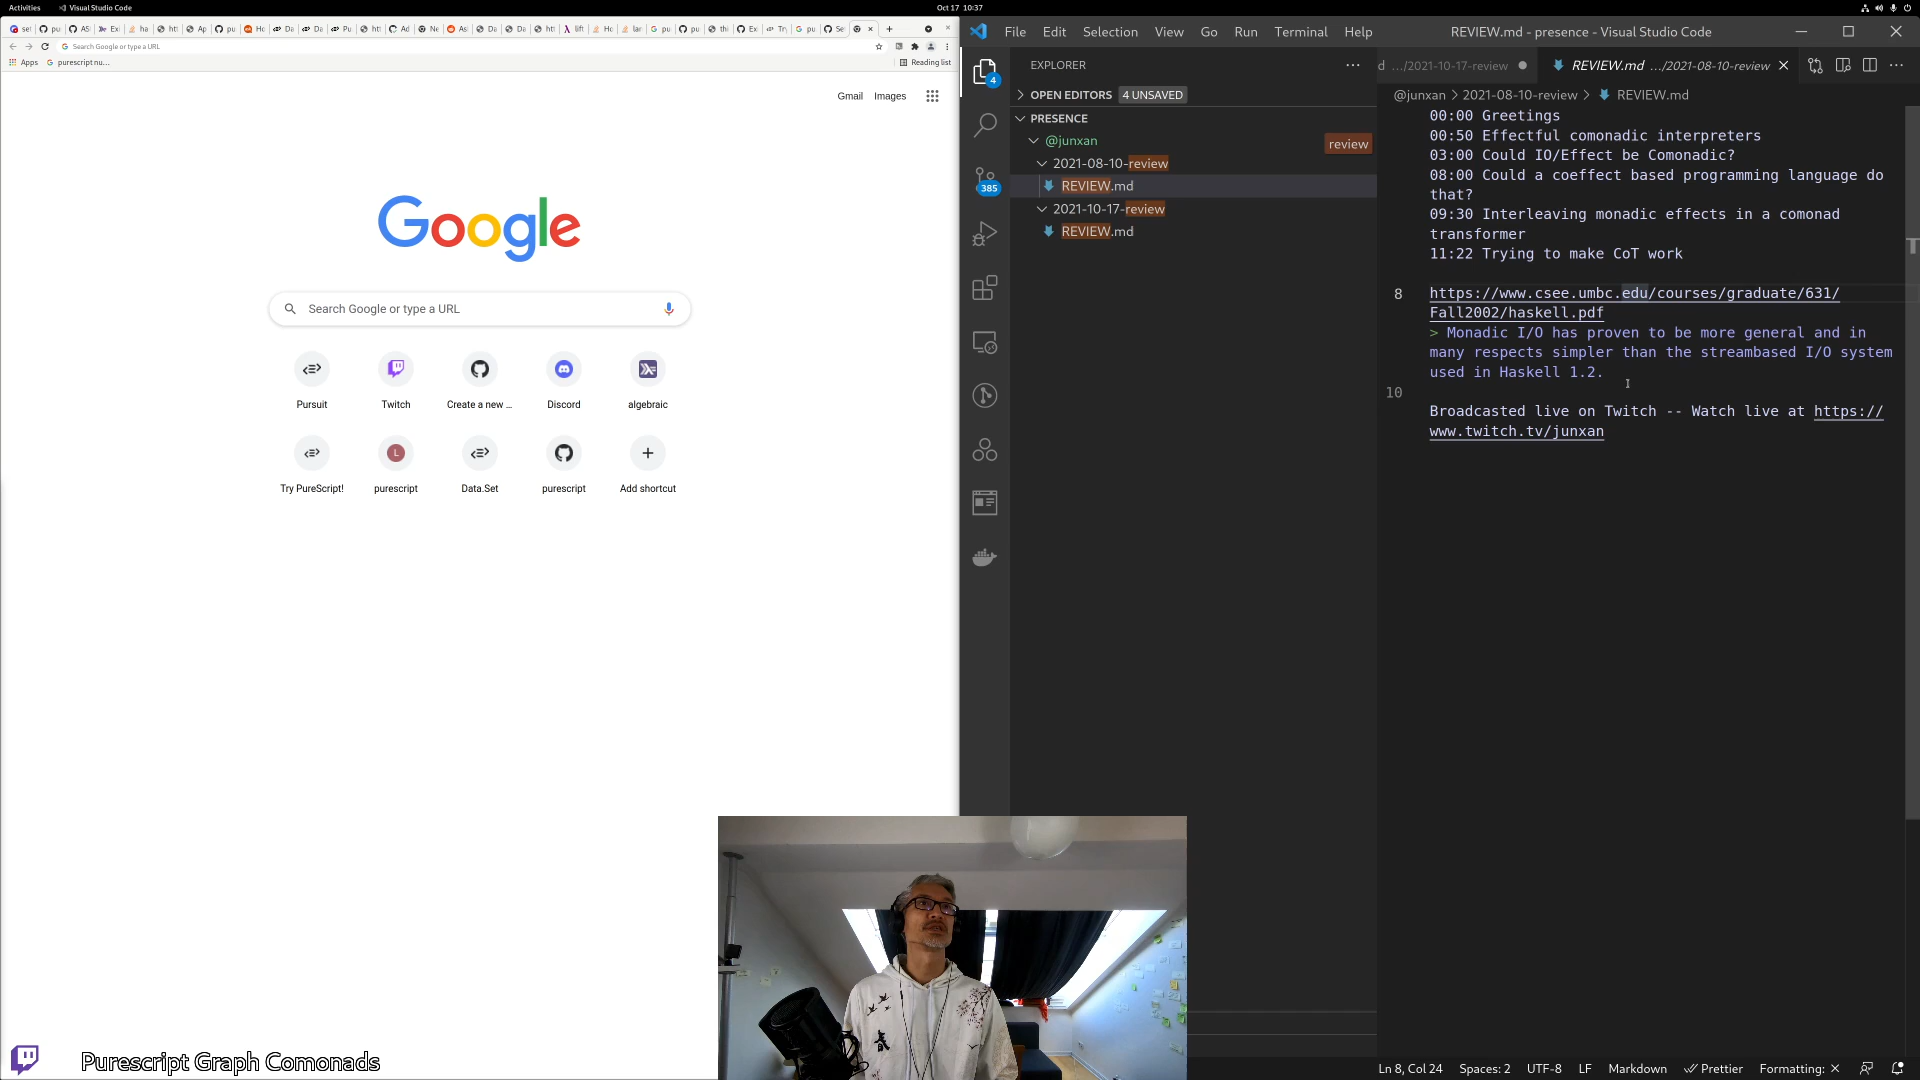 Activities
Visual Studio Code
Oct 17 10:37
Search Google or type a URL
Apps
purescript nu...
Reading list
Gmail
Images
Google
Search Google or type a URL
Pursuit
Twitch
Create a new ...
Discord
algebraic
L
Try PureScript!
purescript
Data.Set
purescript
Add shortcut
Purescript Graph Comonads
File Edit Selection View Go Run Terminal Help
REVIEW.md - presence - Visual Studio Code
4
385
EXPLORER
OPEN EDITORS 4 UNSAVED
PRESENCE
@junxan
review
2021-08-10-review
REVIEW.md
2021-10-17-review
REVIEW.md
d .../2021-10-17-review
REVIEW.md .../2021-08-10-review
@junxan > 2021-08-10-review > REVIEW.md
00:00 Greetings
00:50 Effectful comonadic interpreters
03:00 Could IO/Effect be Comonadic?
08:00 Could a coeffect based programming language do
that?
09:30 Interleaving monadic effects in a comonad
transformer
11:22 Trying to make CoT work
8 https://www.csee.umbc.edu/courses/graduate/631/
Fall2002/haskell.pdf
> Monadic I/O has proven to be more general and in
many respects simpler than the streambased I/O system
used in Haskell 1.2.
10
Broadcasted live on Twitch -- Watch live at https://
www.twitch.tv/junxan
Ln 8, Col 24 Spaces: 2 UTF-8 LF Markdown Prettier Formatting: ×